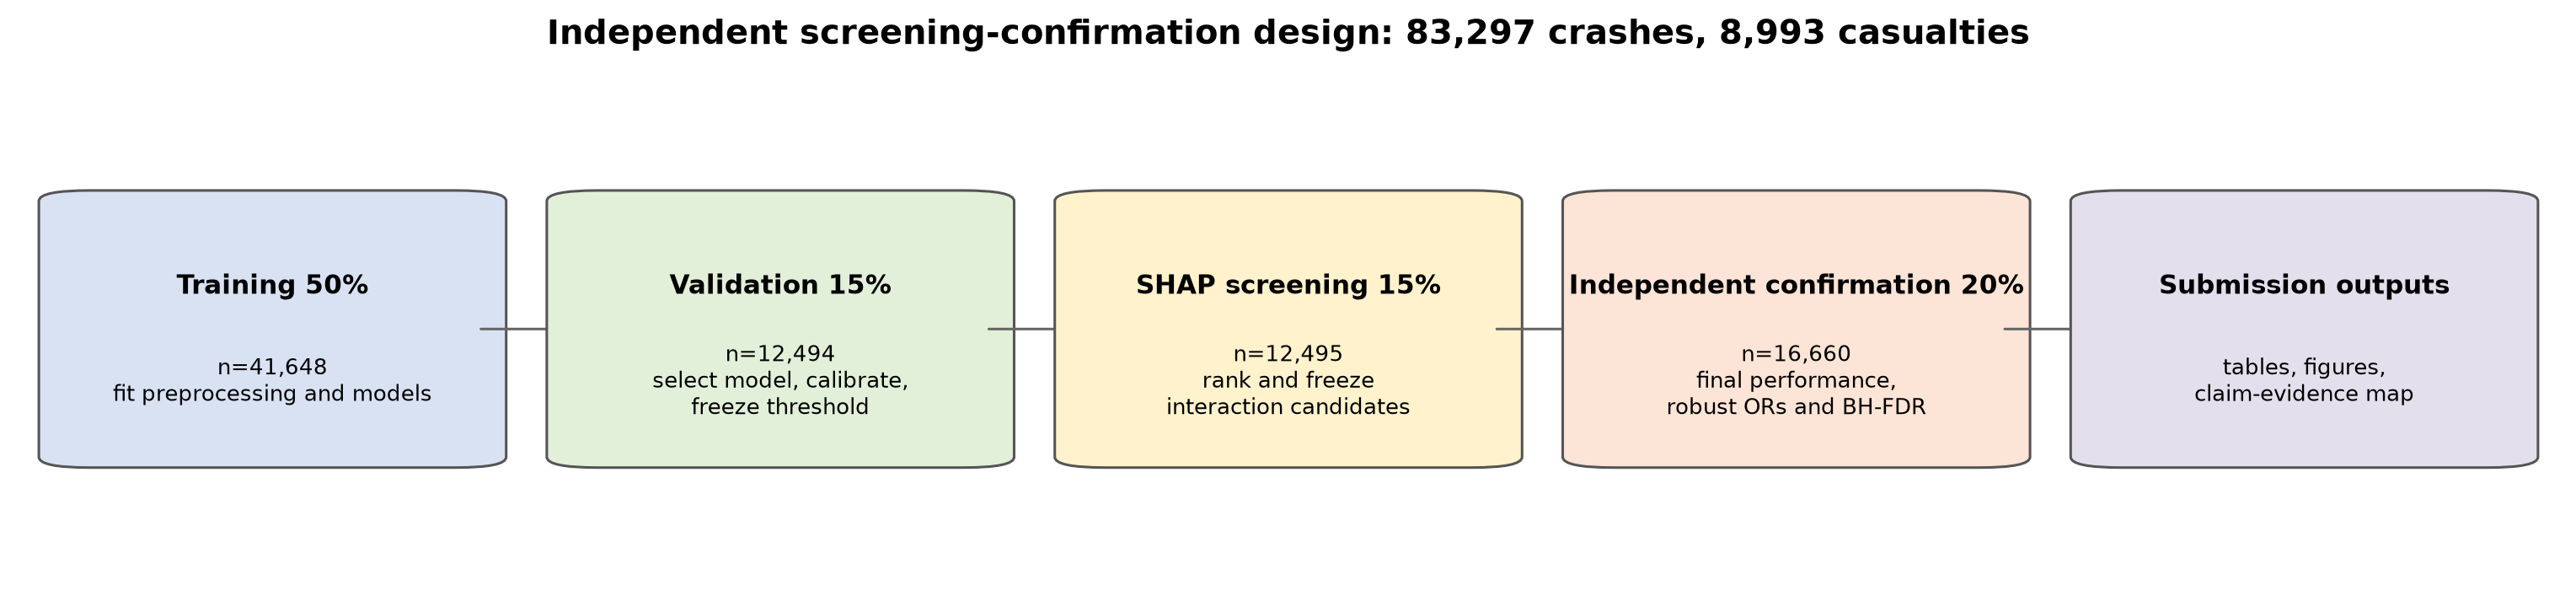 Independent screening-confirmation design: 83,297 crashes, 8,993 casualties
Training 50%
n=41,648
fit preprocessing and models
Validation 15%
n=12,494
select model, calibrate,
freeze threshold
SHAP screening 15%
n=12,495
rank and freeze
interaction candidates
Independent confirmation 20%
n=16,660
final performance,
robust ORs and BH-FDR
Submission outputs
tables, figures,
claim-evidence map